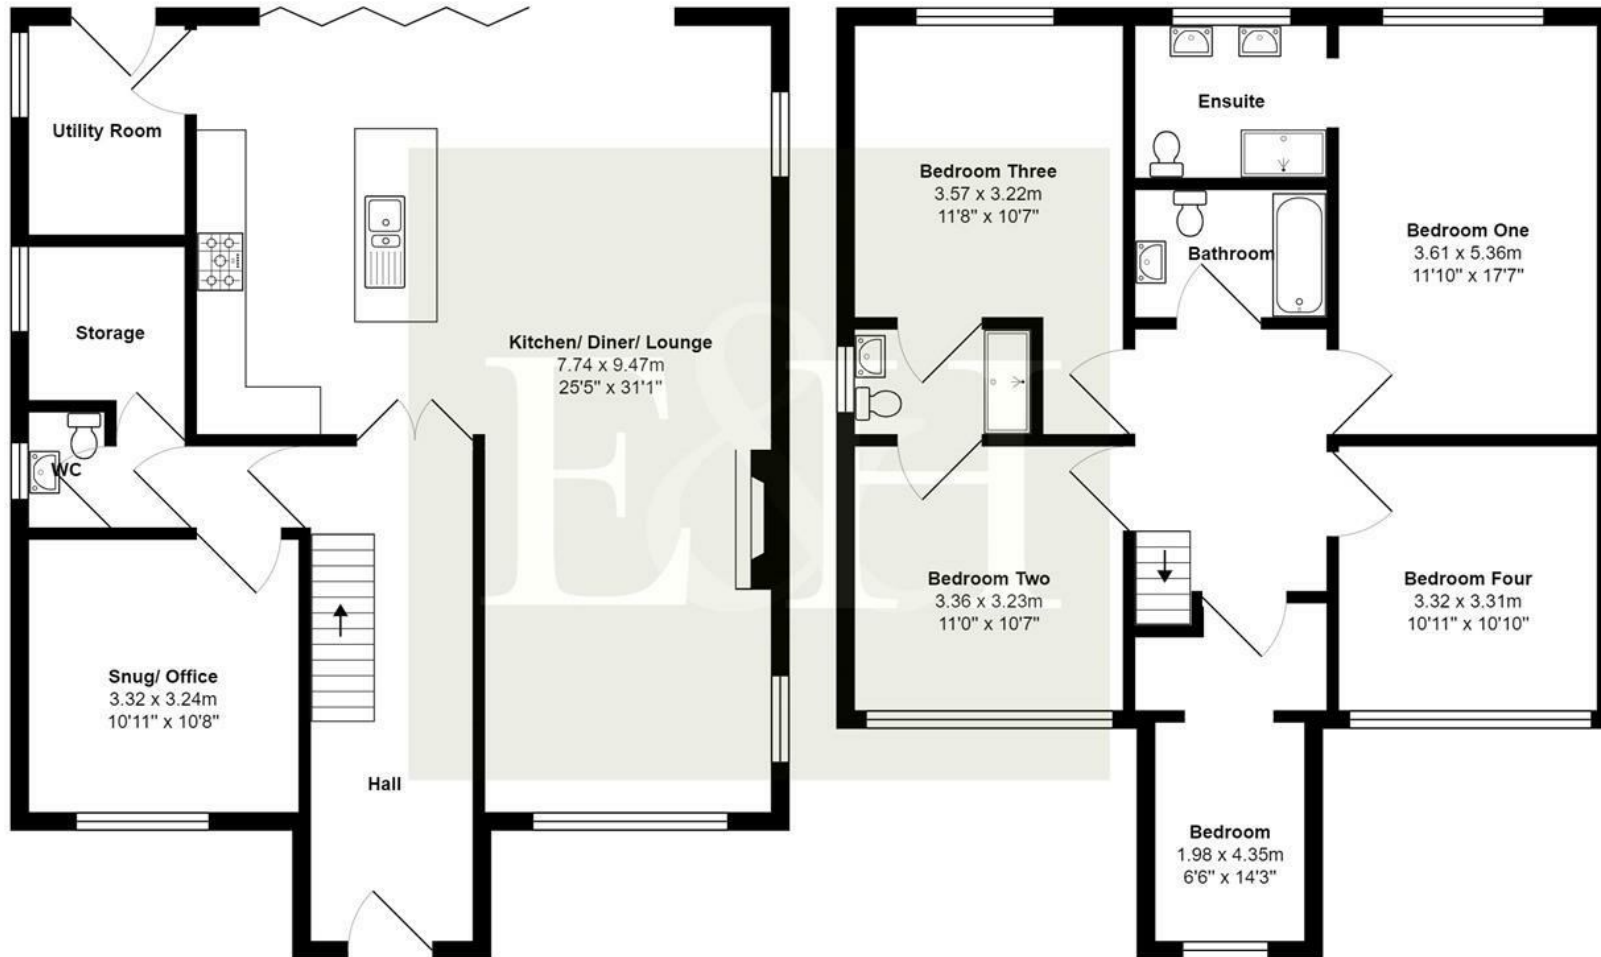 Utility Room
Storage
WC
Snug/ Office
3.32 x 3.24m
10'11" x 10'8"
Hall
Kitchen/ Diner/ Lounge
7.74 x 9.47m
25'5" x 31'1"
E&H
Bedroom Three
3.57 x 3.22m
11'8" x 10'7"
Ensuite
Bathroom
Bedroom One
3.61 x 5.36m
11'10" x 17'7"
Bedroom Two
3.36 x 3.23m
11'0" x 10'7"
Bedroom Four
3.32 x 3.31m
10'11" x 10'10"
Bedroom
1.98 x 4.35m
6'6" x 14'3"